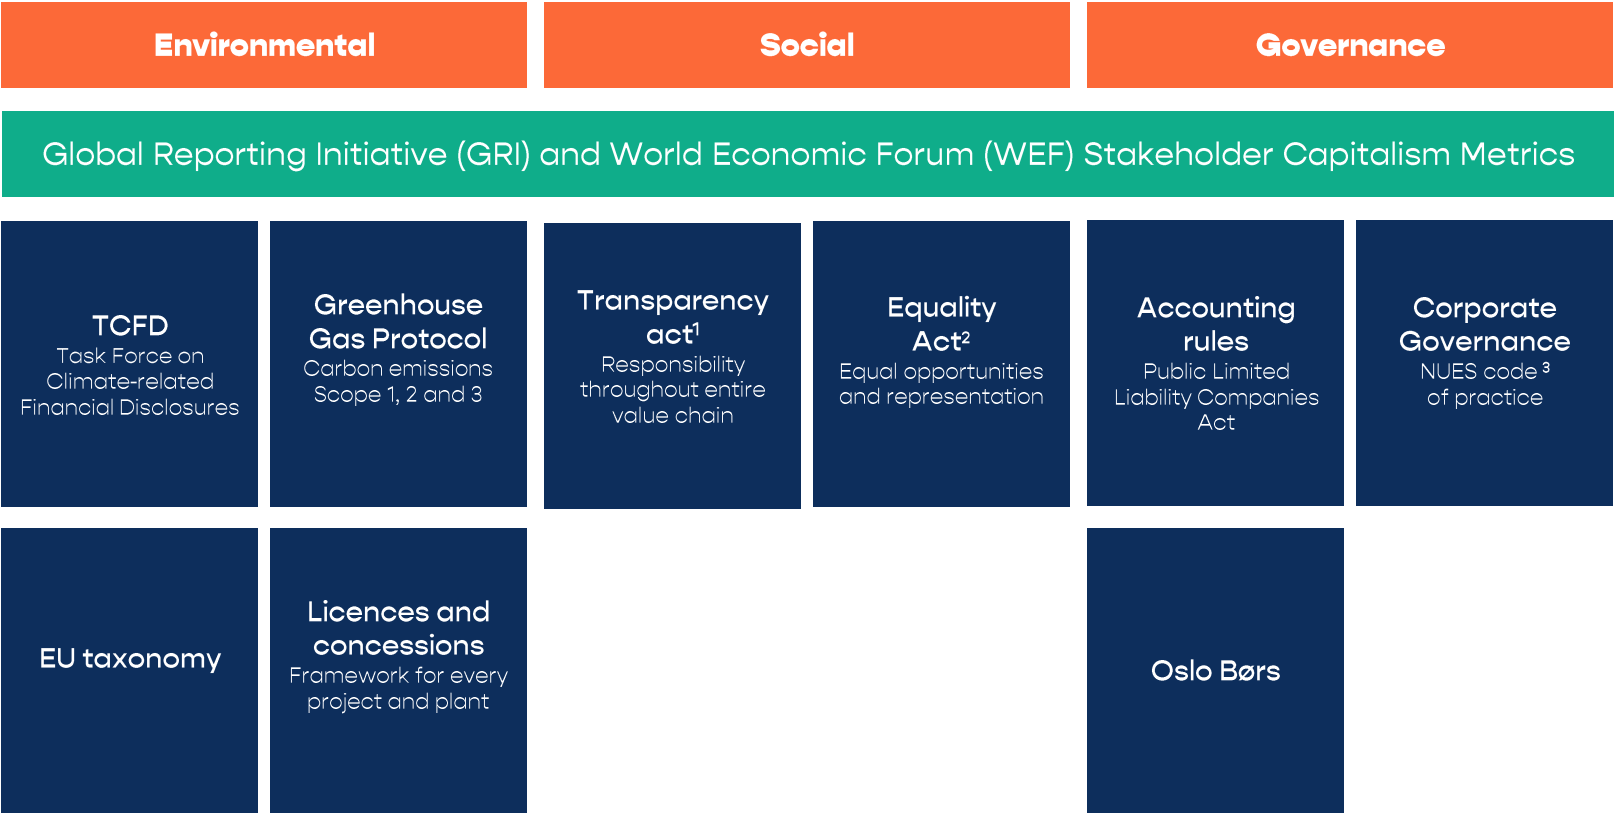 Environmental
Social
Governance
Global Reporting Initiative (GRI) and World Economic Forum (WEF) Stakeholder Capitalism Metrics
TCFD
Task Force on
Climate-related
Financial Disclosures
Greenhouse
Gas Protocol
Carbon emissions
Scope 1, 2 and 3
Transparency
act¹
Responsibility
throughout entire
value chain
Equality
Act²
Equal opportunities
and representation
Accounting
rules
Public Limited
Liability Companies
Act
Corporate
Governance
NUES code ³
of practice
EU taxonomy
Licences and
concessions
Framework for every
project and plant
Oslo Børs